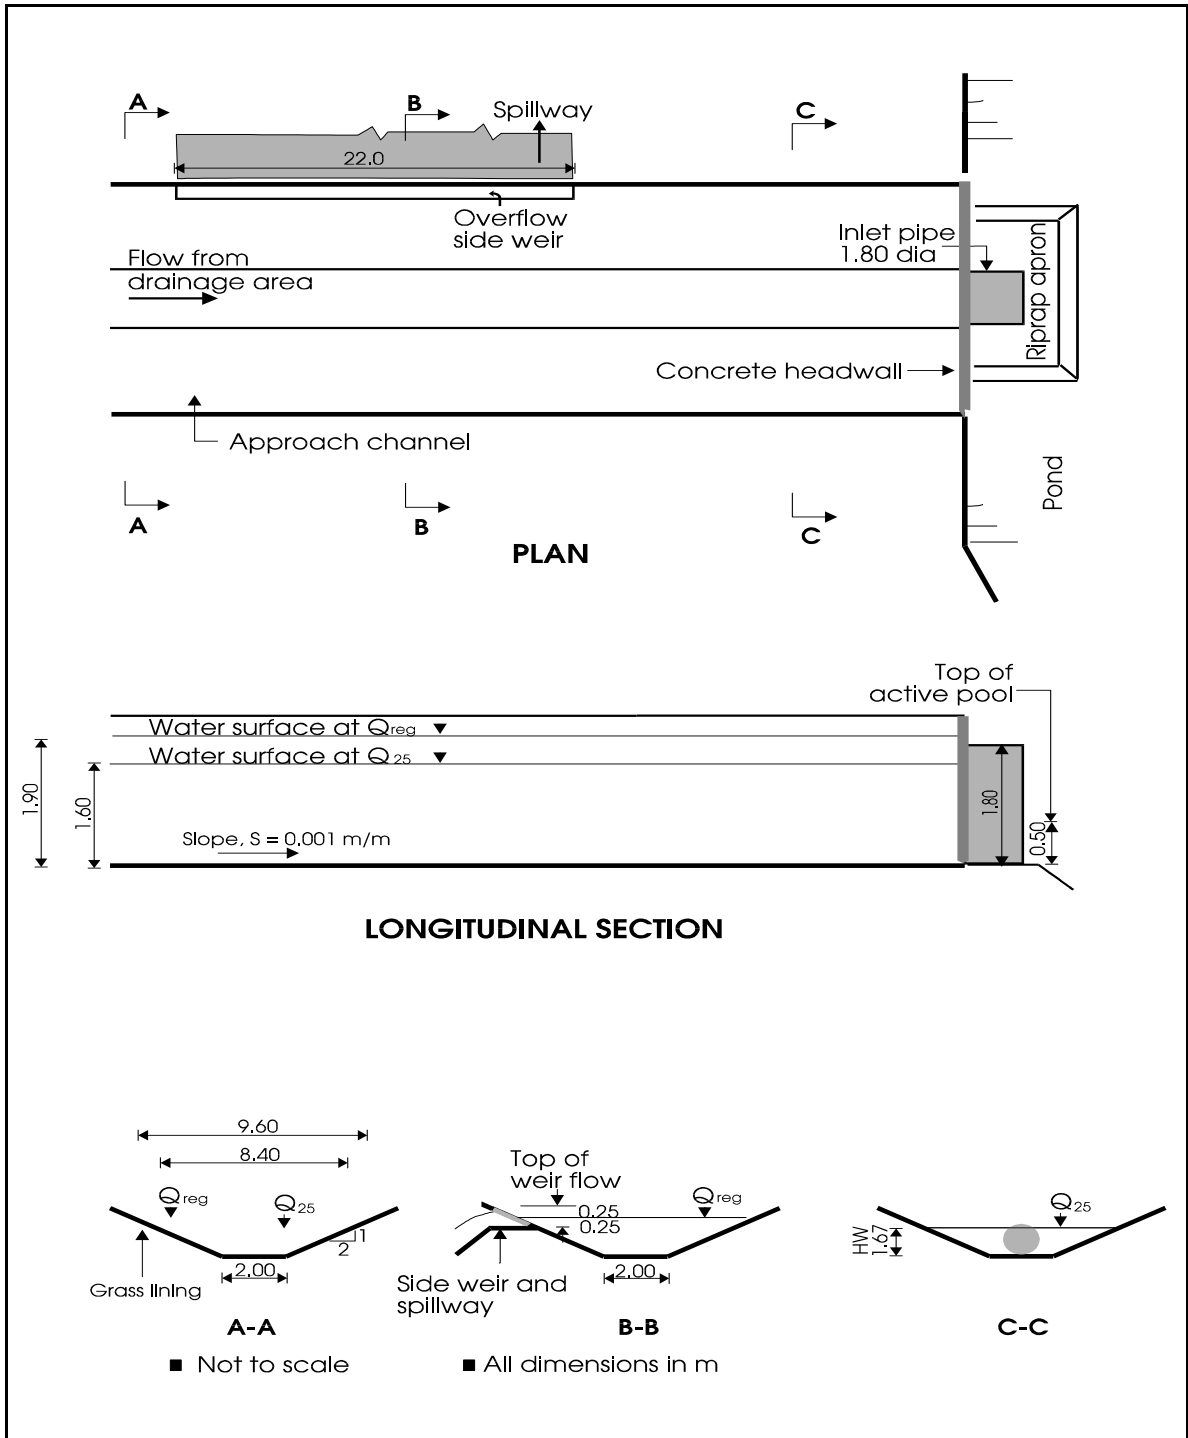 A
B
Spillway
C
22.0
Overflow
side weir
Inlet pipe
1.80 dia
Flow from
drainage area
Riprap apron
Concrete headwall
Approach channel
Pond
A
B
C
PLAN
Top of
active pool
Water surface at Qreg
Water surface at Q25
1.90
1.60
1.80
0.50
Slope, S = 0.001 m/m
LONGITUDINAL SECTION
9.60
8.40
Qreg
Q25
1
2
2.00
Grass lining
A-A
Top of
weir flow
0.25
0.25
Qreg
2.00
Side weir and
spillway
B-B
Q25
HW
1.67
C-C
■ Not to scale
■ All dimensions in m